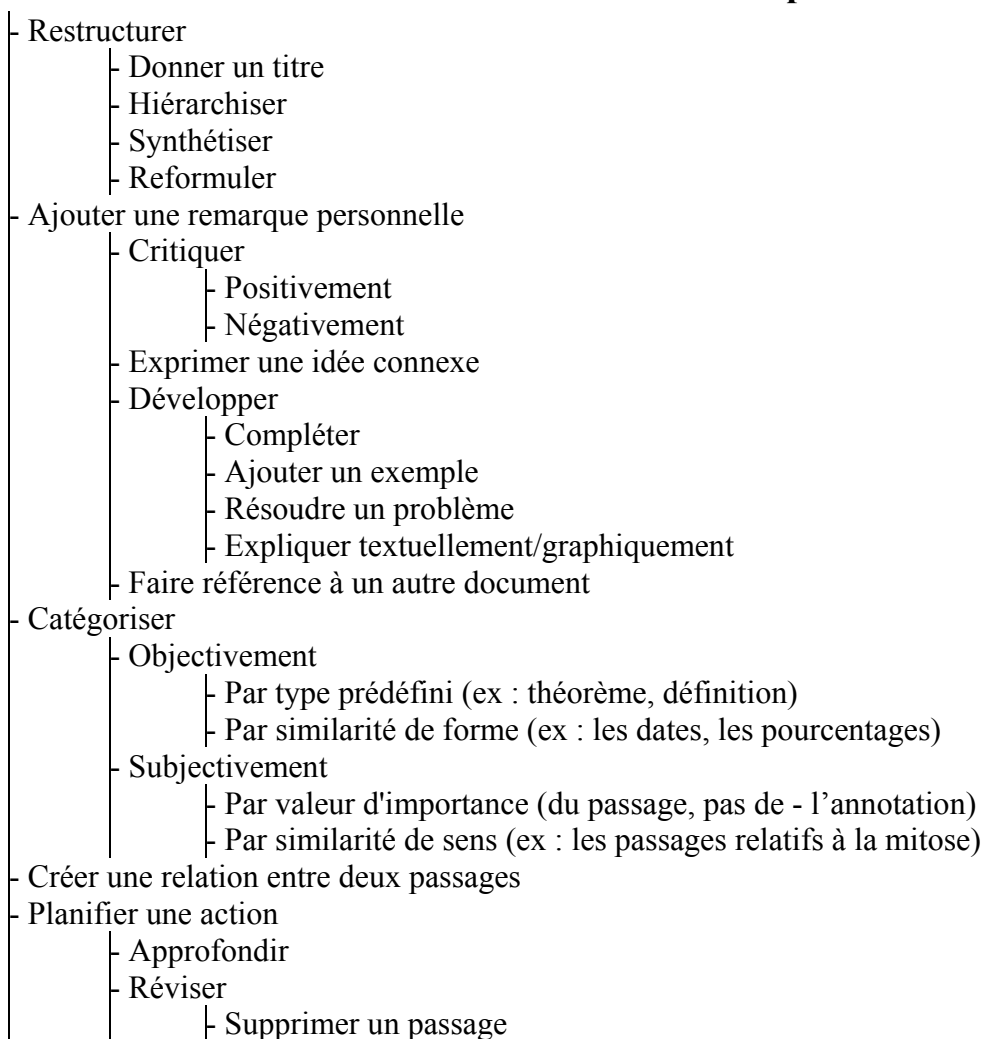 - Restructurer
- Donner un titre
- Hiérarchiser
- Synthétiser
- Reformuler
- Ajouter une remarque personnelle
- Critiquer
- Positivement
- Négativement
- Exprimer une idée connexe
- Développer
- Compléter
- Ajouter un exemple
- Résoudre un problème
- Expliquer textuellement/graphiquement
- Faire référence à un autre document
- Catégoriser
- Objectivement
- Par type prédéfini (ex : théorème, définition)
- Par similarité de forme (ex : les dates, les pourcentages)
- Subjectivement
- Par valeur d'importance (du passage, pas de - l’annotation)
- Par similarité de sens (ex : les passages relatifs à la mitose)
- Créer une relation entre deux passages
- Planifier une action
- Approfondir
- Réviser
- Supprimer un passage